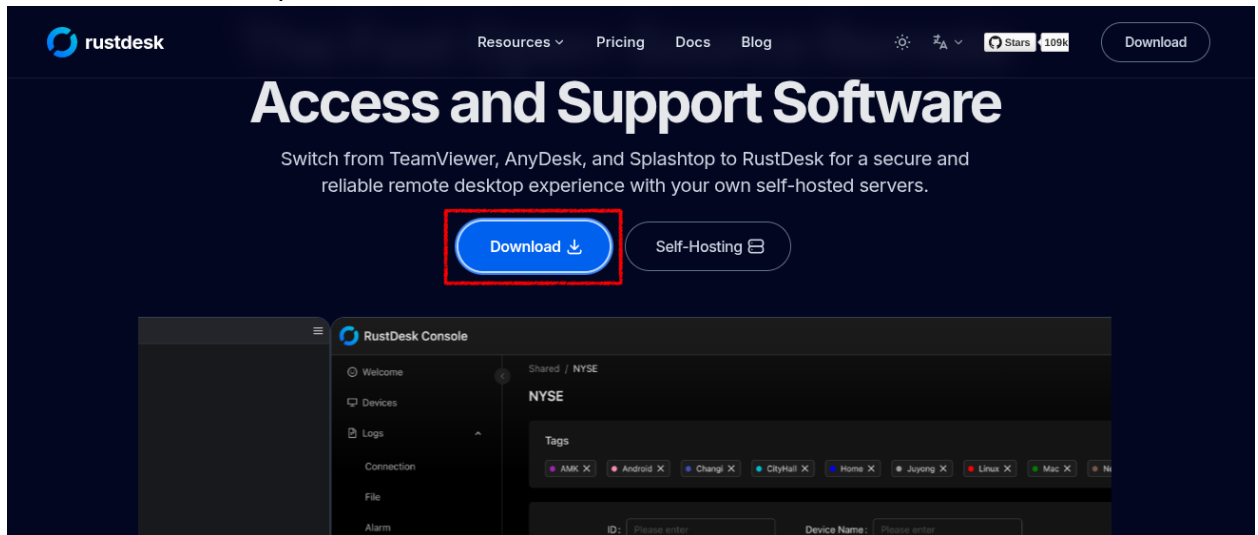 rustdesk
Resources Pricing Docs Blog
Stars 109k
Download
Access and Support Software
Switch from TeamViewer, AnyDesk, and Splashtop to RustDesk for a secure and
reliable remote desktop experience with your own self-hosted servers.
Download Self-Hosting
RustDesk Console
Welcome
Devices
Logs
Connection
File
Alarm
Shared / NYSE
NYSE
Tags
AMK X Android X Changi X CityHall X Home X Juyong X Linux X Mac X
ID: Please enter Device Name: Please enter